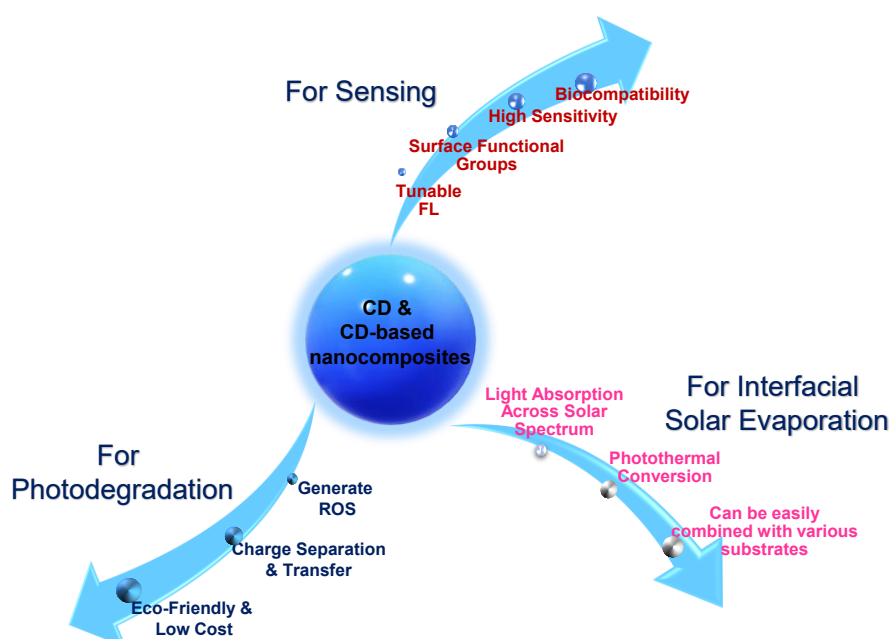 For Sensing
Biocompatibility
High Sensitivity
Surface Functional
Groups
Tunable
FL
CD &
CD-based
nanocomposites
For Interfacial
Solar Evaporation
Light Absorption
Across Solar
Spectrum
Photothermal
Conversion
Can be easily
combined with various
substrates
For
Photodegradation
Generate
ROS
Charge Separation
& Transfer
Eco-Friendly &
Low Cost